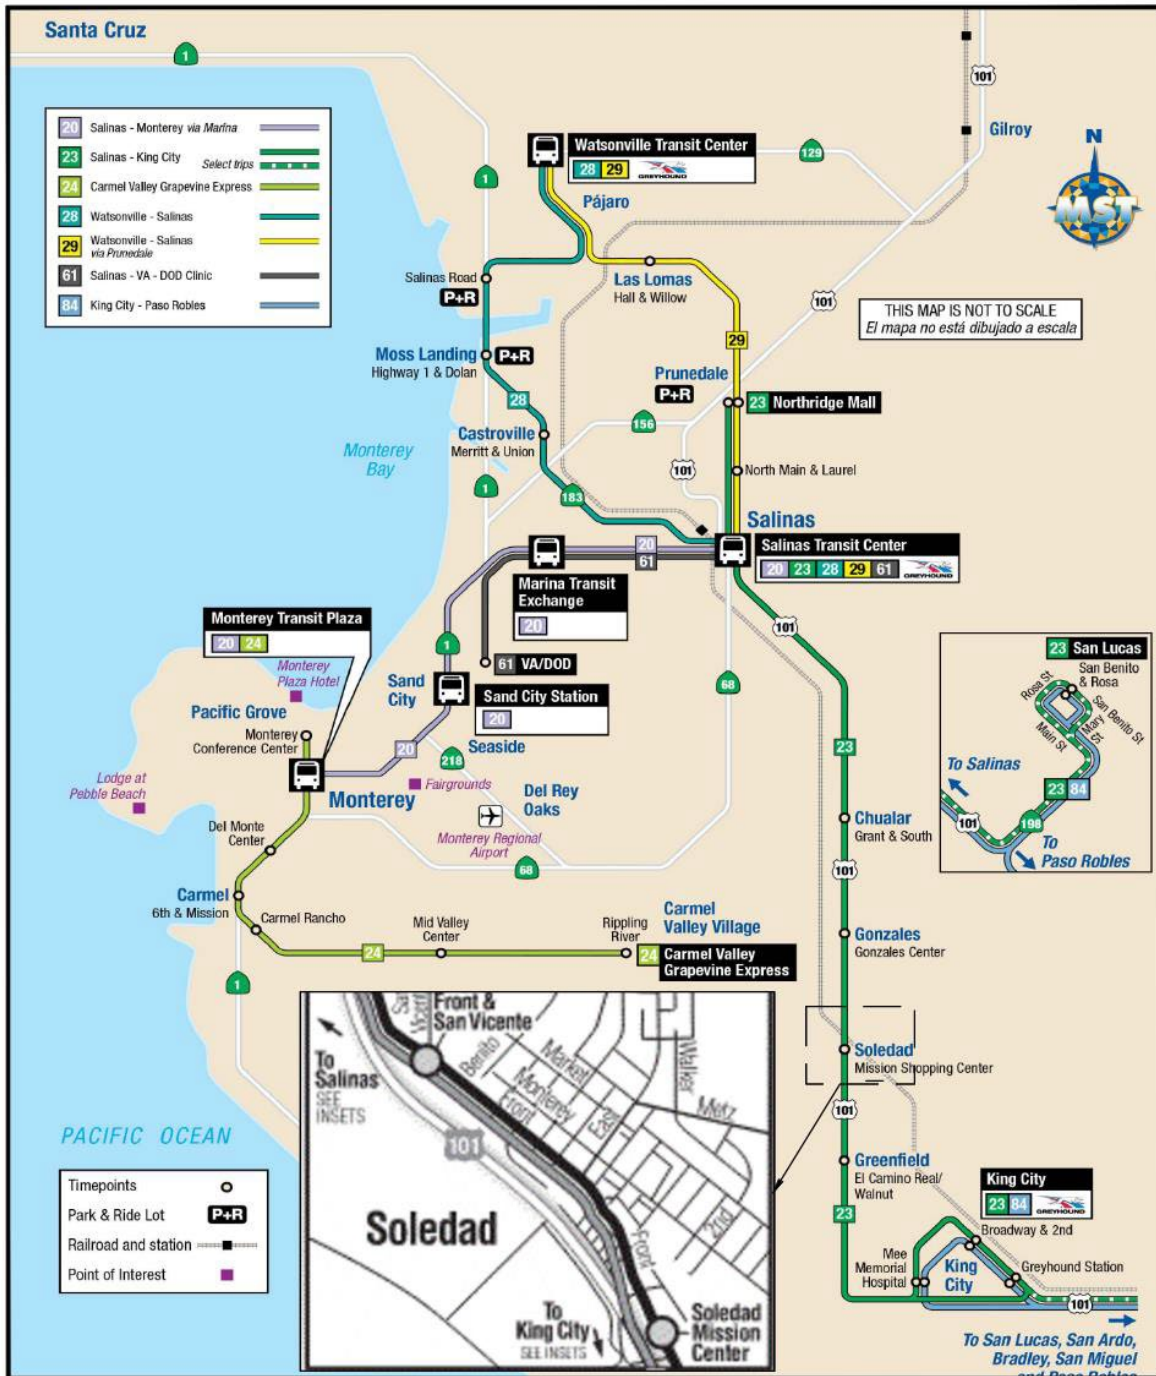 Santa Cruz
1
101
Gilroy
N
MST
20 Salinas - Monterey via Marina
23 Salinas - King City
Select trips
24 Carmel Valley Grapevine Express
28 Watsonville - Salinas
29 Watsonville - Salinas
via Prunedale
61 Salinas - VA - DOD Clinic
84 King City - Paso Robles
Watsonville Transit Center
28 29 GREYHOUND
129
1
Pájaro
Salinas Road
P+R
Las Lomas
Hall & Willow
101
THIS MAP IS NOT TO SCALE
El mapa no está dibujado a escala
29
Moss Landing P+R
Highway 1 & Dolan
Prunedale
P+R
28
23 Northridge Mall
156
Castroville
Merritt & Union
Monterey
Bay
101
North Main & Laurel
1
183
Salinas
Salinas Transit Center
20 23 28 29 61 GREYHOUND
20
61
Marina Transit
Exchange
20
Monterey Transit Plaza
20 24
101
1
61 VA/DOD
Monterey
Plaza Hotel
Sand
City
Sand City Station
20
68
Pacific Grove
Monterey
Conference Center
20
Seaside
218
23
Lodge at
Pebble Beach
Monterey
Fairgrounds
Del Rey
Oaks
Monterey Regional
Airport
68
Del Monte
Center
Chualar
Grant & South
101
23 San Lucas
San Benito
& Rosa
Rosa St
San Benito St
Mary St
Main St
To Salinas
23 84
101
198
To
Paso Robles
Carmel
6th & Mission
Carmel Rancho
Mid Valley
Center
Rippling
River
Carmel
Valley Village
24
24 Carmel Valley
Grapevine Express
1
Gonzales
Gonzales Center
Soledad
Mission Shopping Center
101
Greenfield
El Camino Real/
Walnut
23
King City
23 84 GREYHOUND
Broadway & 2nd
Mee
Memorial
Hospital
King
City
Greyhound Station
101
To San Lucas, San Ardo,
Bradley, San Miguel
and Paso Robles
Front &
San Vicente
To
Salinas
SEE
INSETS
Benito
Market
Monterey
Front
East
Walker
Metz
101
Soledad
2nd
Front
To
King City
SEE INSETS
Soledad
Mission
Center
PACIFIC OCEAN
Timepoints
Park & Ride Lot P+R
Railroad and station
Point of Interest